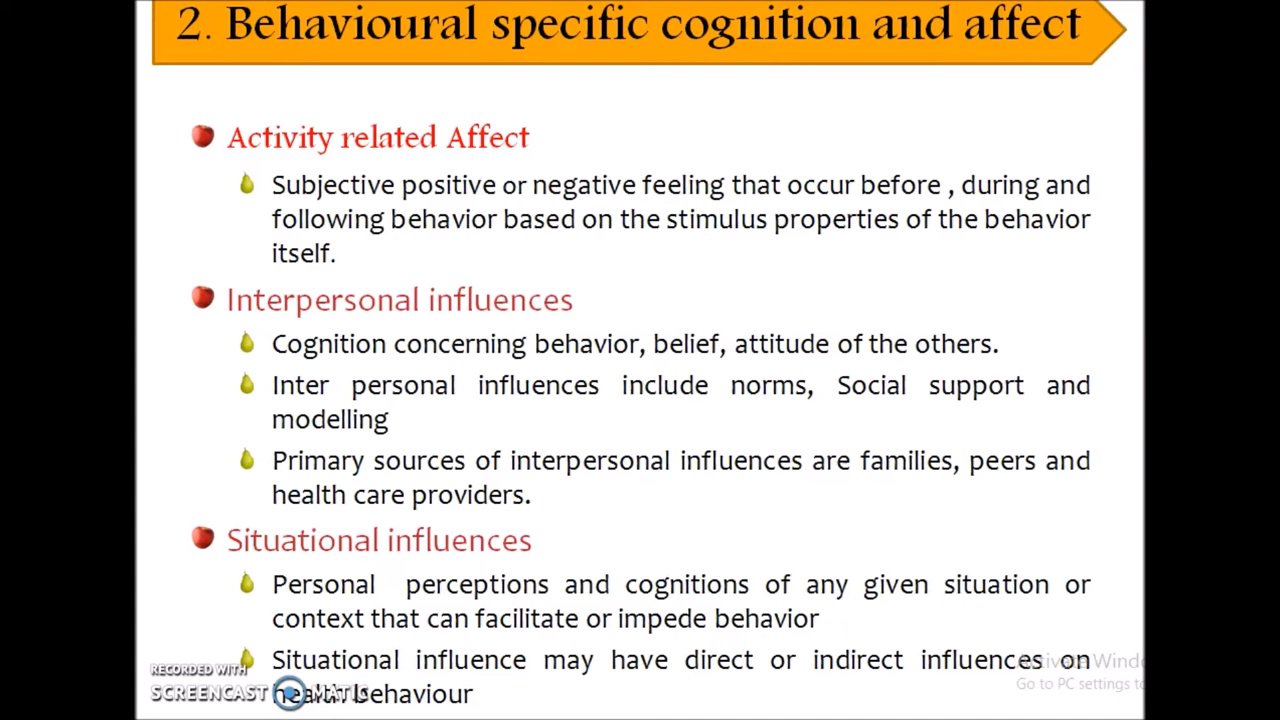 2. Behavioural specific cognition and affect
Activity related Affect
Subjective positive or negative feeling that occur before , during and
following behavior based on the stimulus properties of the behavior
itself.
Interpersonal influences
Cognition concerning behavior, belief, attitude of the others.
Inter personal influences include norms, Social support and
modelling
Primary sources of interpersonal influences are families, peers and
health care providers.
Situational influences
Personal perceptions and cognitions of any given situation or
context that can facilitate or impede behavior
Situational influence may have direct or indirect influences on
health behaviour
RECORDED WITH
SCREENCAST MATIC
Activate Windo
Go to PC settings to